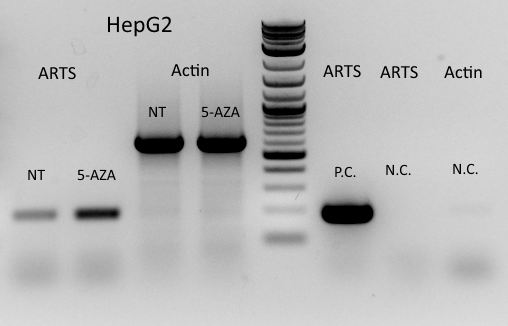 HepG2
ARTS
Actin
ARTS
ARTS
Actin
NT
5-AZA
NT
5-AZA
P.C.
N.C.
N.C.